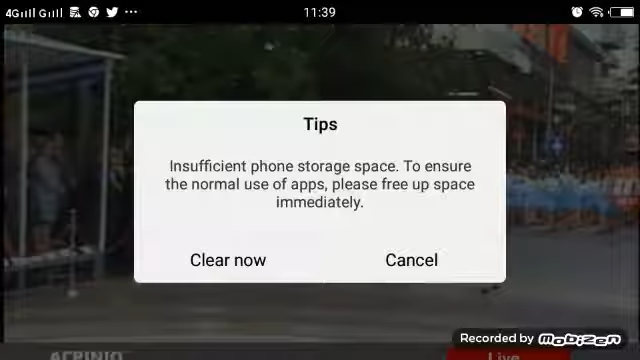 4G G 11:39
Tips
Insufficient phone storage space. To ensure
the normal use of apps, please free up space
immediately.
Clear now Cancel
Recorded by mobizen
Live